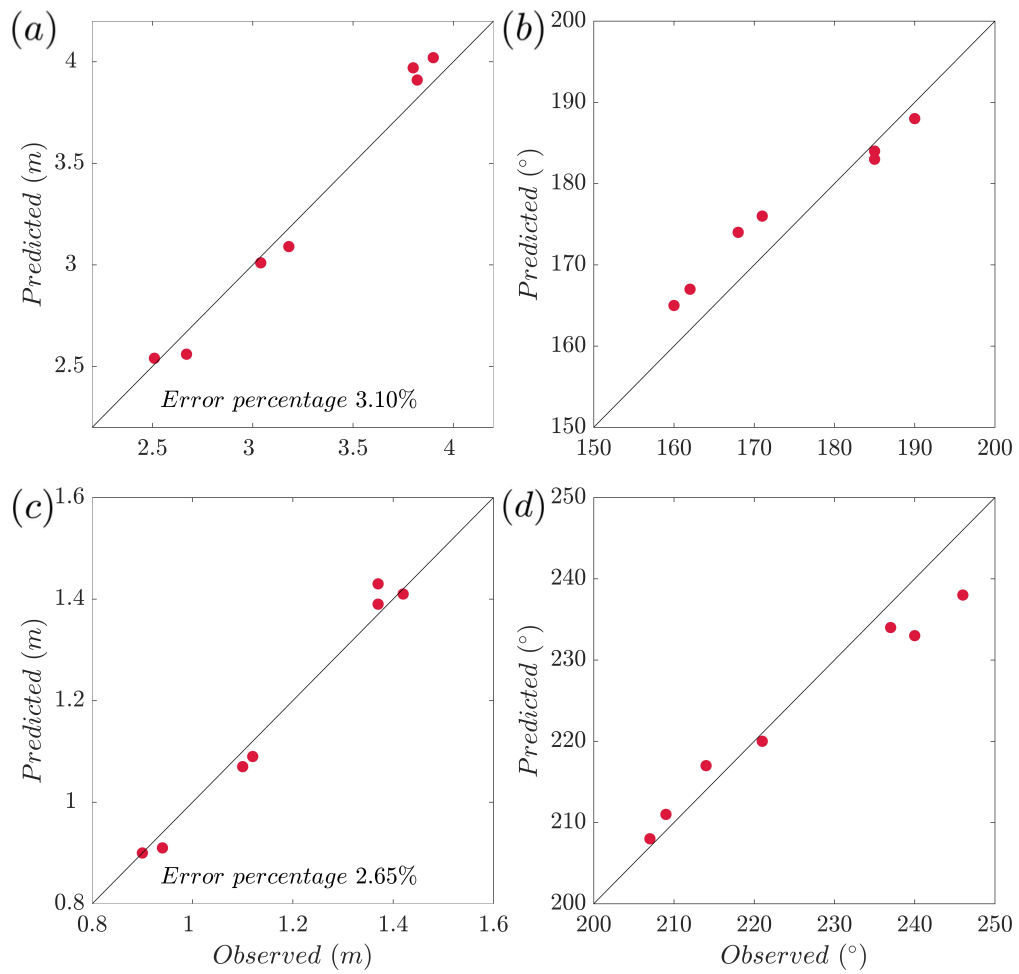 (a)
Predicted (m)
4
3.5
3
2.5
Error percentage 3.10%
2.5 3 3.5 4
(b)
Predicted (°)
200
190
180
170
160
150
150 160 170 180 190 200
(c)
Predicted (m)
1.6
1.4
1.2
1
0.8
Error percentage 2.65%
0.8 1 1.2 1.4 1.6
Observed (m)
(d)
Predicted (°)
250
240
230
220
210
200
200 210 220 230 240 250
Observed (°)